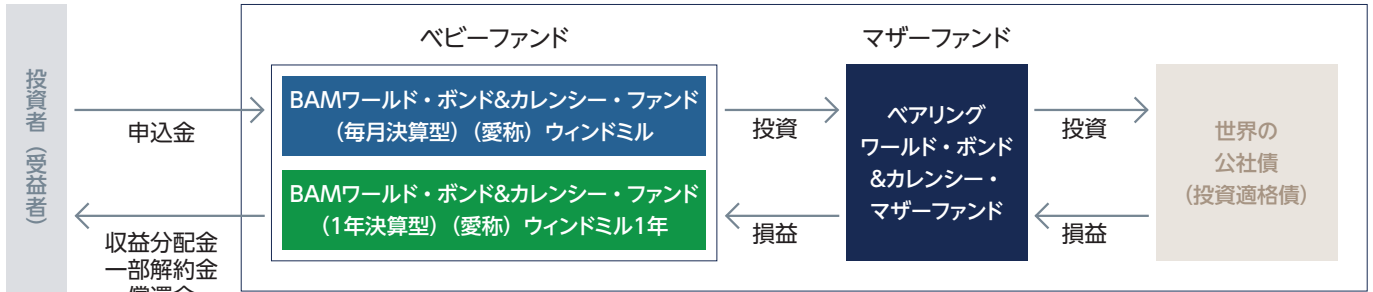 投資者（受益者）
申込金
収益分配金
一部解約金
償還金
ベビーファンド
BAMワールド・ボンド&カレンシー・ファンド
（毎月決算型）（愛称）ウィンドミル
BAMワールド・ボンド&カレンシー・ファンド
（1年決算型）（愛称）ウィンドミル1年
投資
損益
マザーファンド
ベアリング
ワールド・ボンド
&カレンシー・
マザーファンド
投資
損益
世界の
公社債
（投資適格債）